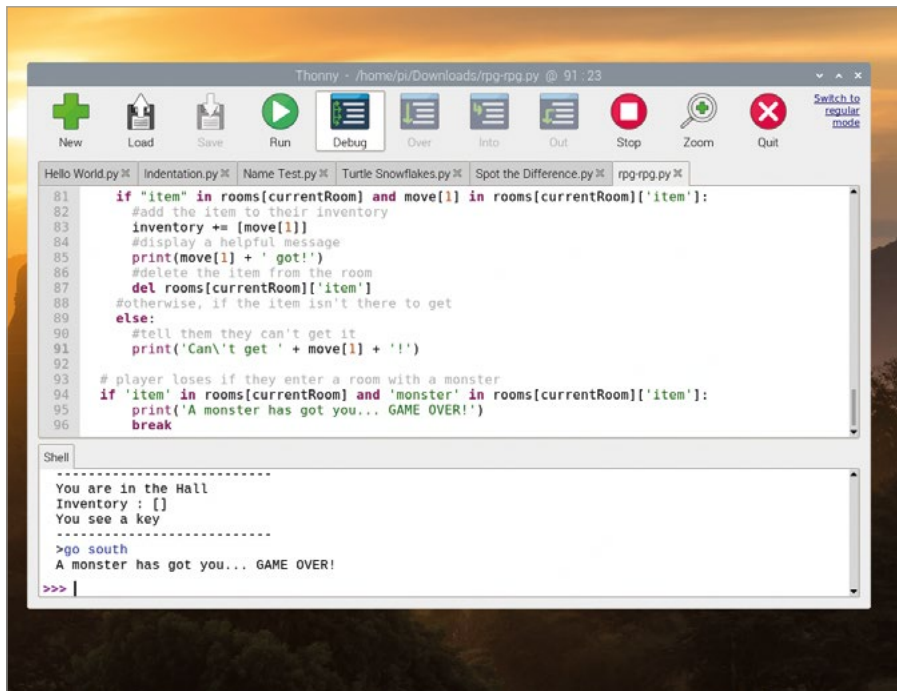 Thonny - /home/pi/Downloads/rpg-rpg.py @ 91 : 23
New Load Save Run Debug Over Into Out Stop Zoom Quit
Switch to
regular
mode
Hello World.py Indentation.py Name Test.py Turtle Snowflakes.py Spot the Difference.py rpg-rpg.py
81 if "item" in rooms[currentRoom] and move[1] in rooms[currentRoom]['item']:
82 #add the item to their inventory
83 inventory += [move[1]]
84 #display a helpful message
85 print(move[1] + ' got!')
86 #delete the item from the room
87 del rooms[currentRoom]['item']
88 #otherwise, if the item isn't there to get
89 else:
90 #tell them they can't get it
91 print('Can\'t get ' + move[1] + '!')
92
93 # player loses if they enter a room with a monster
94 if 'item' in rooms[currentRoom] and 'monster' in rooms[currentRoom]['item']:
95 print('A monster has got you... GAME OVER!')
96 break
Shell
---------------------------
You are in the Hall
Inventory : []
You see a key
---------------------------
>go south
A monster has got you... GAME OVER!
>>>